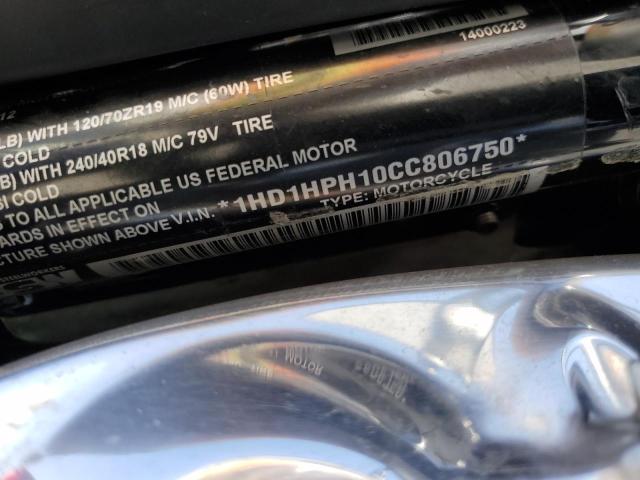 14000223
12
LB) WITH 120/70ZR19 M/C (60W) TIRE
I COLD
B) WITH 240/40R18 M/C 79V TIRE
SI COLD
S TO ALL APPLICABLE US FEDERAL MOTOR
ARDS IN EFFECT ON
CTURE SHOWN ABOVE V.I.N. *1HD1HPH10CC806750*
TYPE: MOTORCYCLE